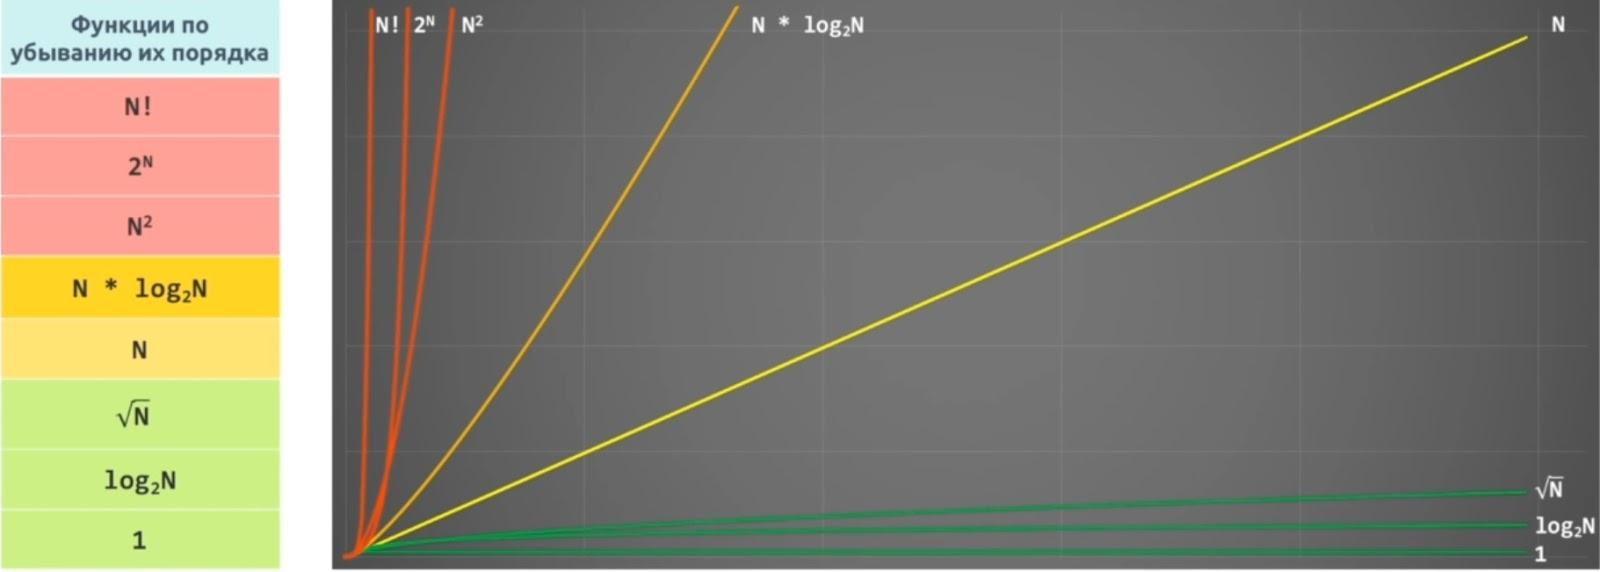 Функции по
убыванию их порядка
N!
2ᴺ
N²
N * log₂N
N
√N
log₂N
1
N! 2ᴺ N² N * log₂N N
√N
log₂N
1